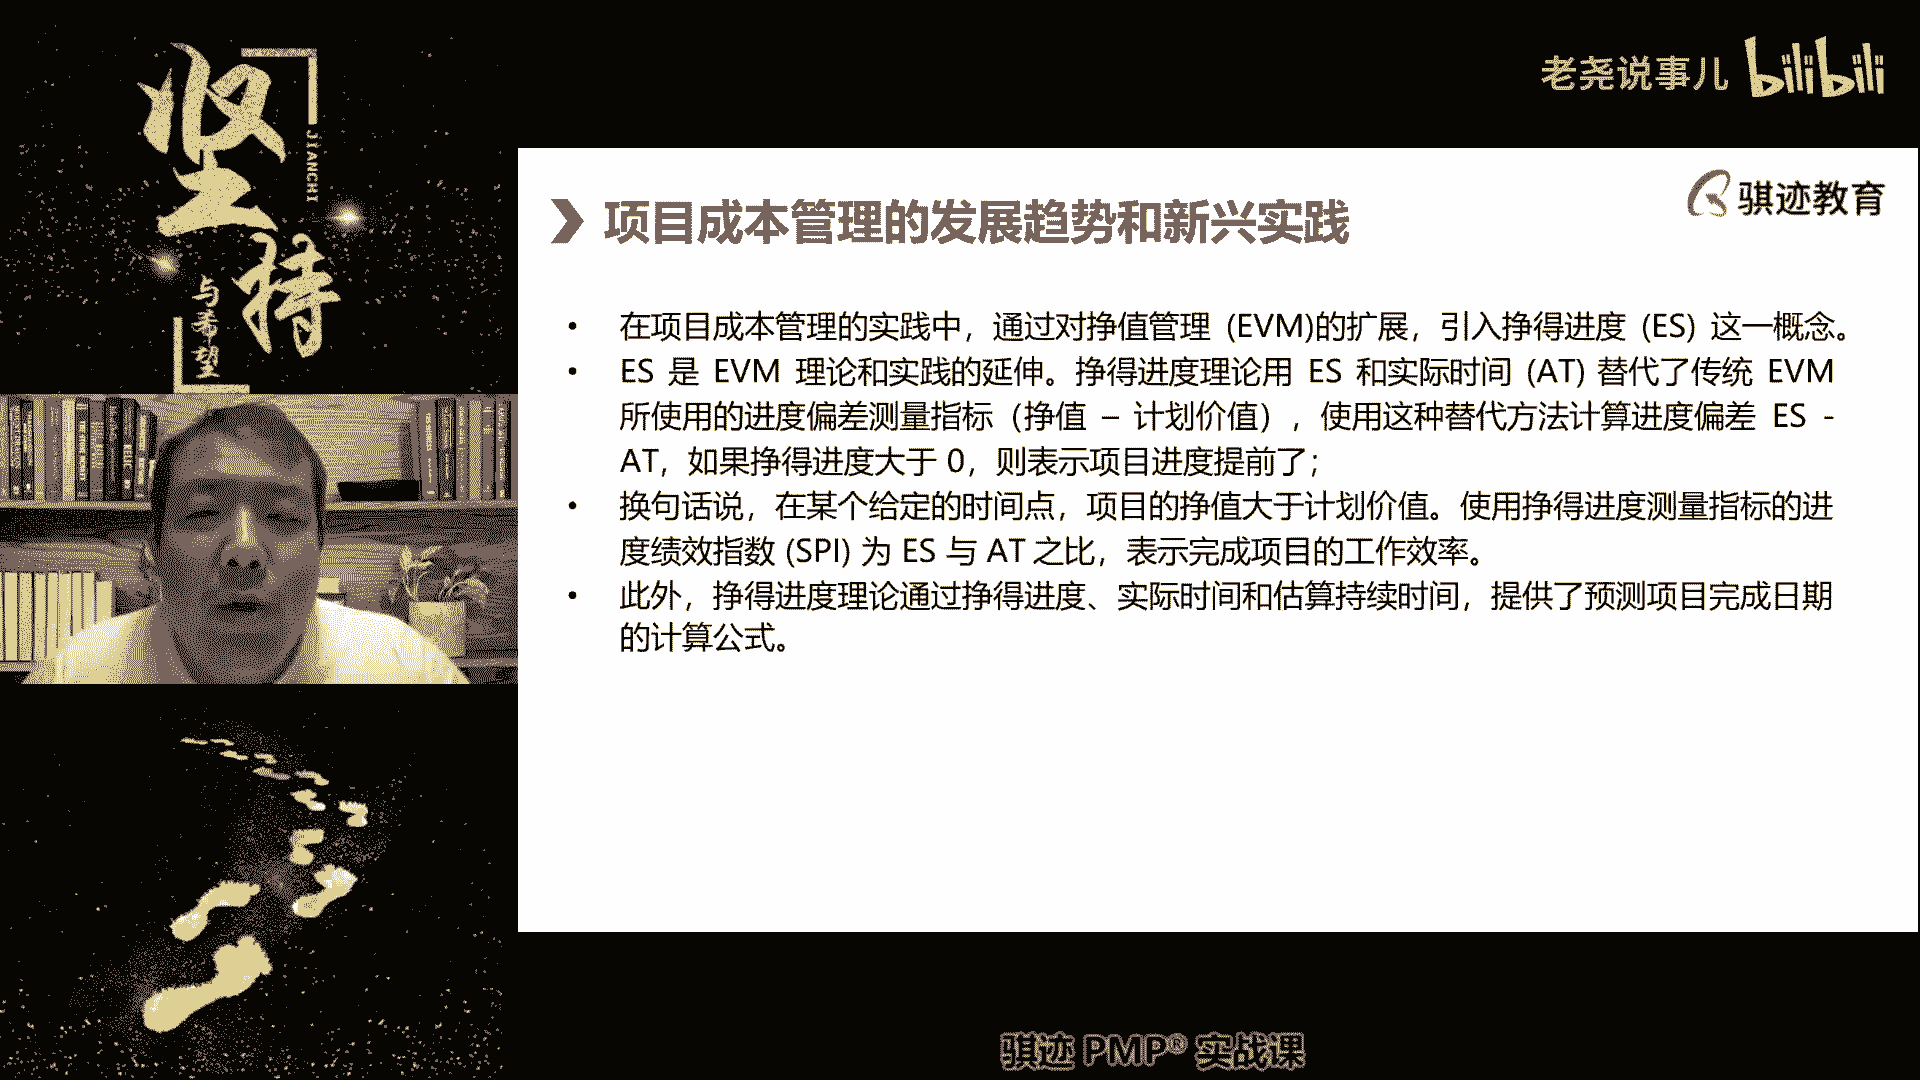 坚持
JIANCHI
与希望
老尧说事儿 bilibili
骐迹教育
项目成本管理的发展趋势和新兴实践
• 在项目成本管理的实践中，通过对挣值管理 (EVM)的扩展，引入挣得进度 (ES) 这一概念。
• ES 是 EVM 理论和实践的延伸。挣得进度理论用 ES 和实际时间 (AT) 替代了传统 EVM
所使用的进度偏差测量指标（挣值 – 计划价值），使用这种替代方法计算进度偏差 ES -
AT，如果挣得进度大于 0，则表示项目进度提前了；
• 换句话说，在某个给定的时间点，项目的挣值大于计划价值。使用挣得进度测量指标的进
度绩效指数 (SPI) 为 ES 与 AT 之比，表示完成项目的工作效率。
• 此外，挣得进度理论通过挣得进度、实际时间和估算持续时间，提供了预测项目完成日期
的计算公式。
骐迹 PMP® 实战课